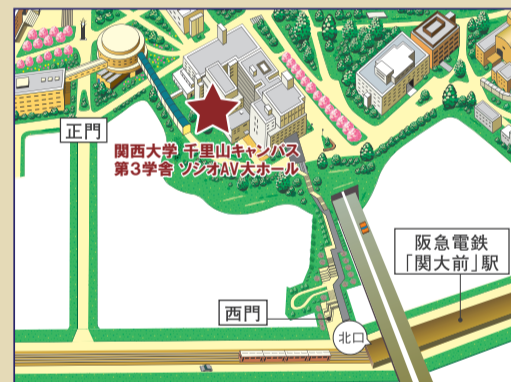 正門
関西大学 千里山キャンパス
第3学舎 ソシオAV大ホール
阪急電鉄
「関大前」駅
西門
北口